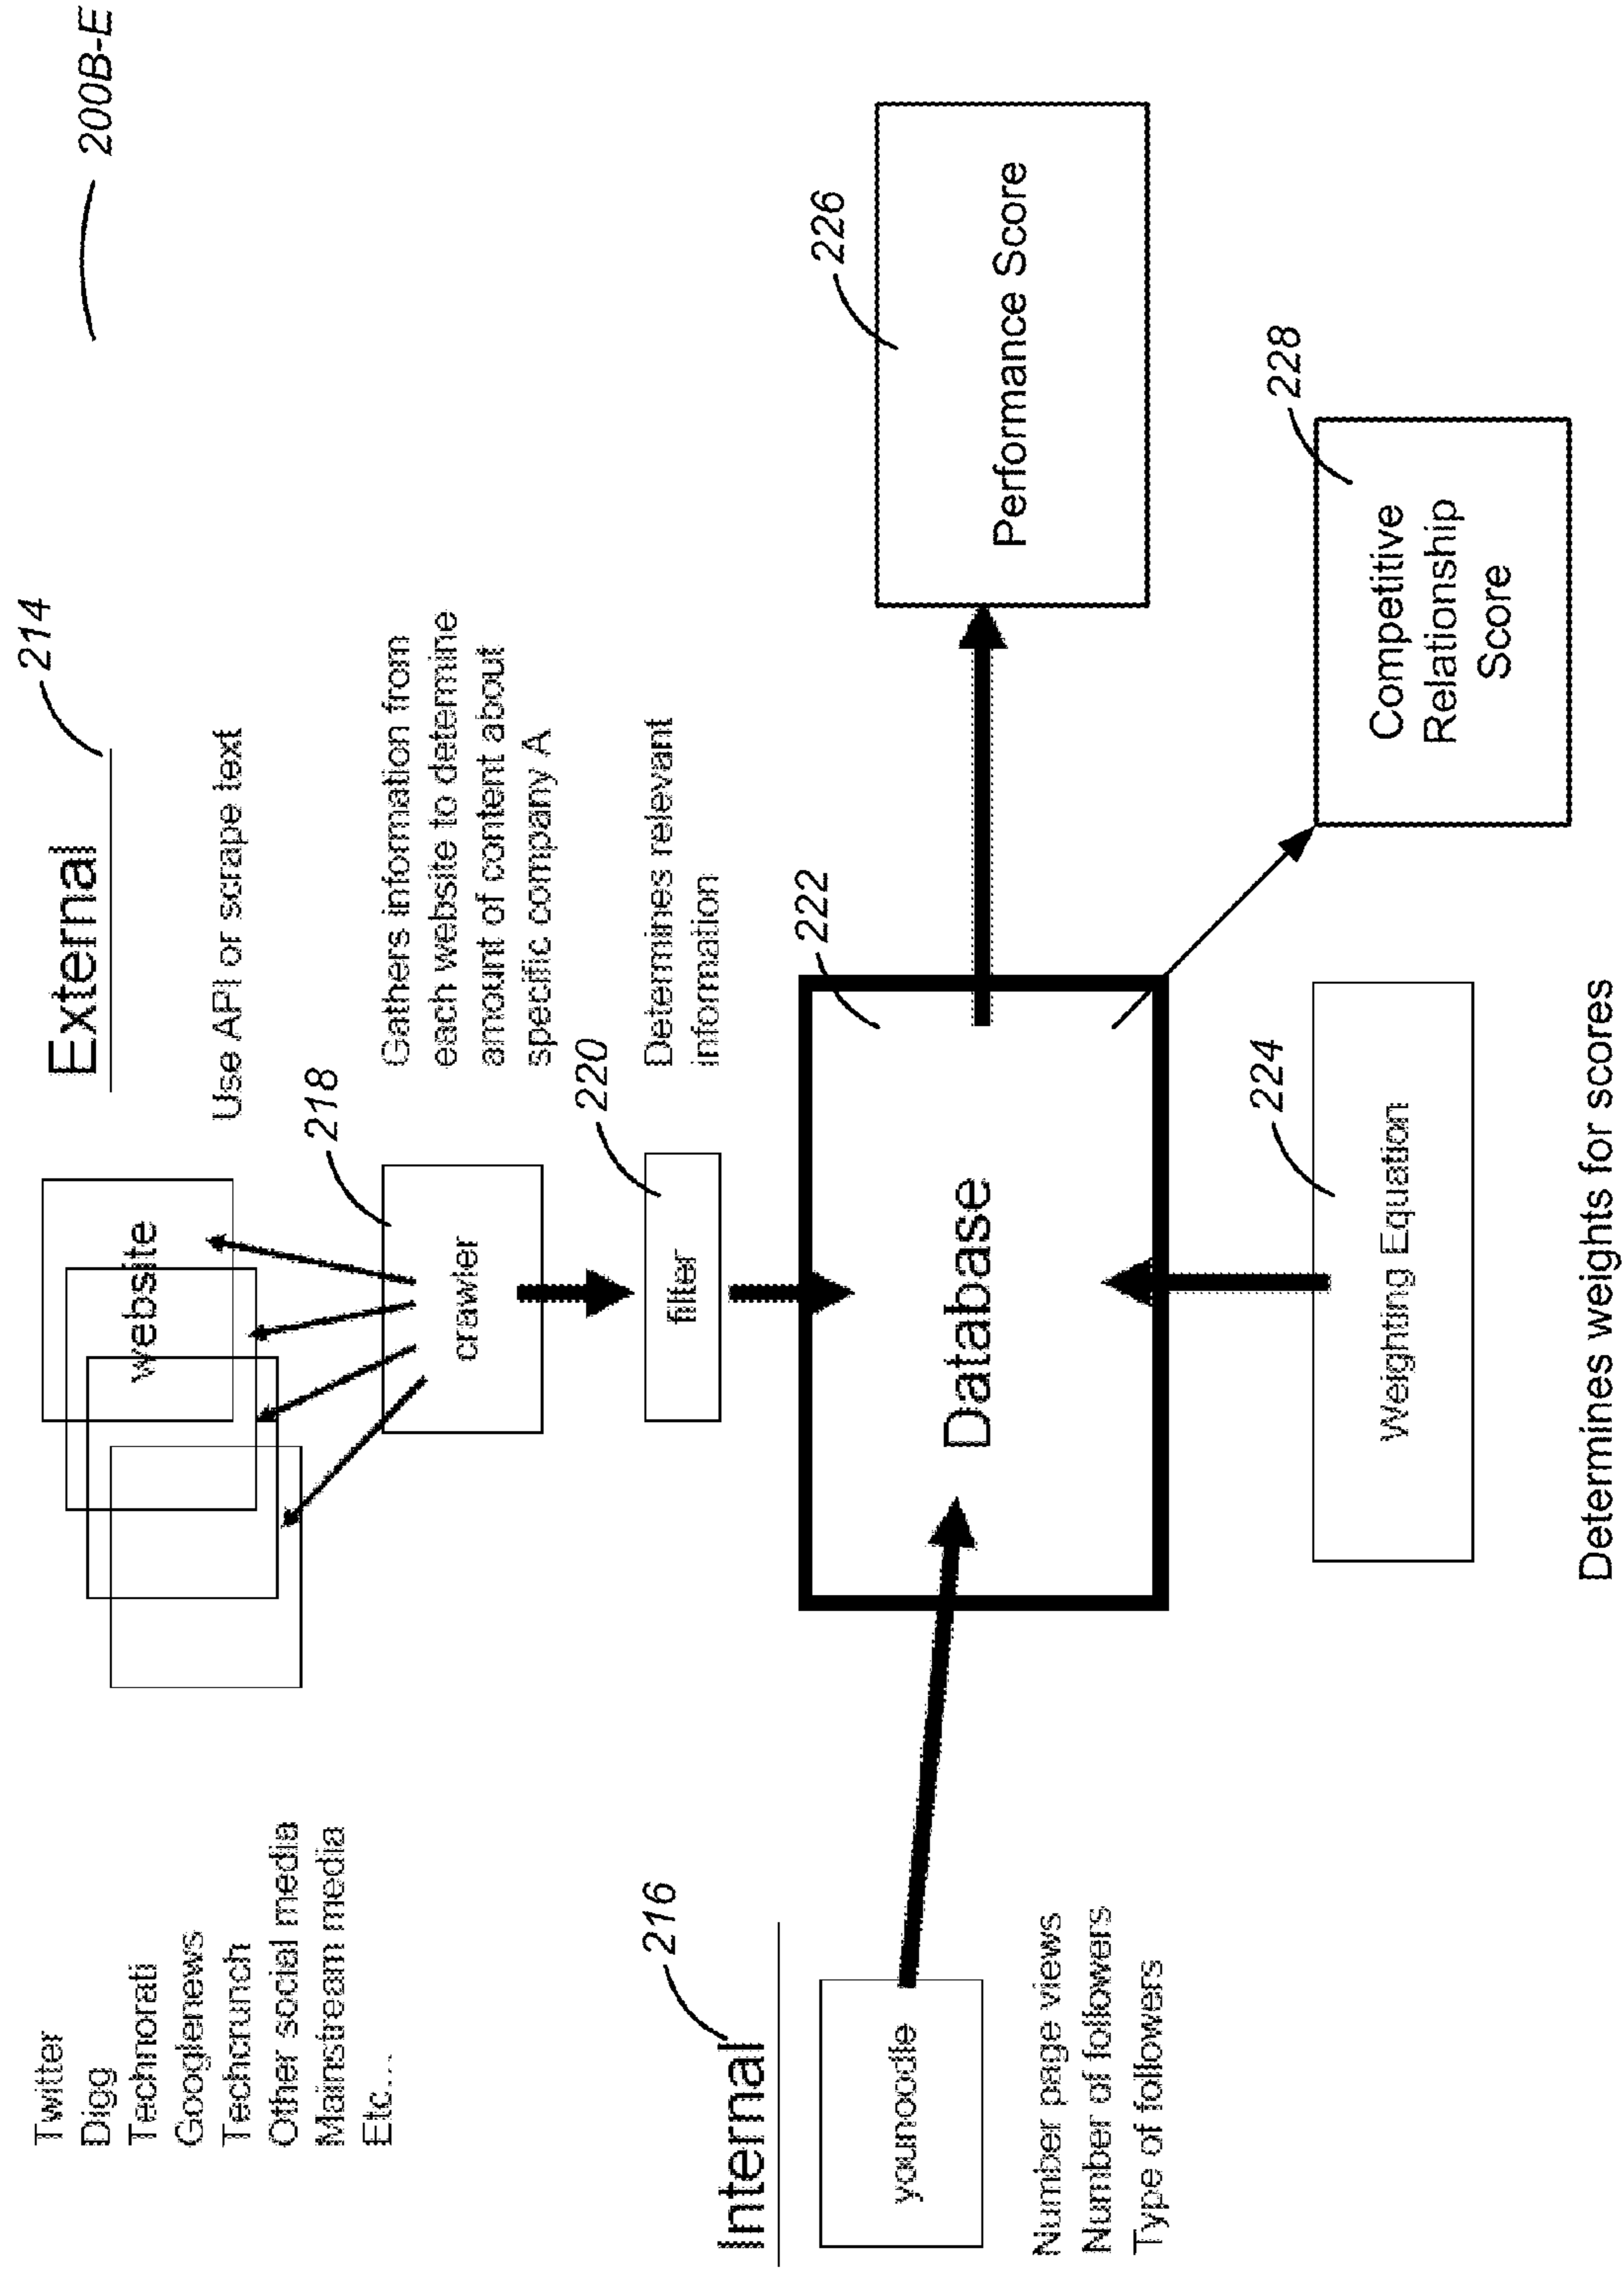 200B-E
External
214
Twitter
Digg
Technorati
Googlenews
Techcrunch
Other social media
Mainstream media
Etc...
website
Use API or scrape text
218
crawler
Gathers information from
each website to determine
amount of content about
specific company A
220
filter
Determines relevant
information
Internal
216
younoodle
Number page views
Number of followers
Type of followers
222
Database
226
Performance Score
228
Competitive
Relationship
Score
224
Weighting Equation
Determines weights for scores